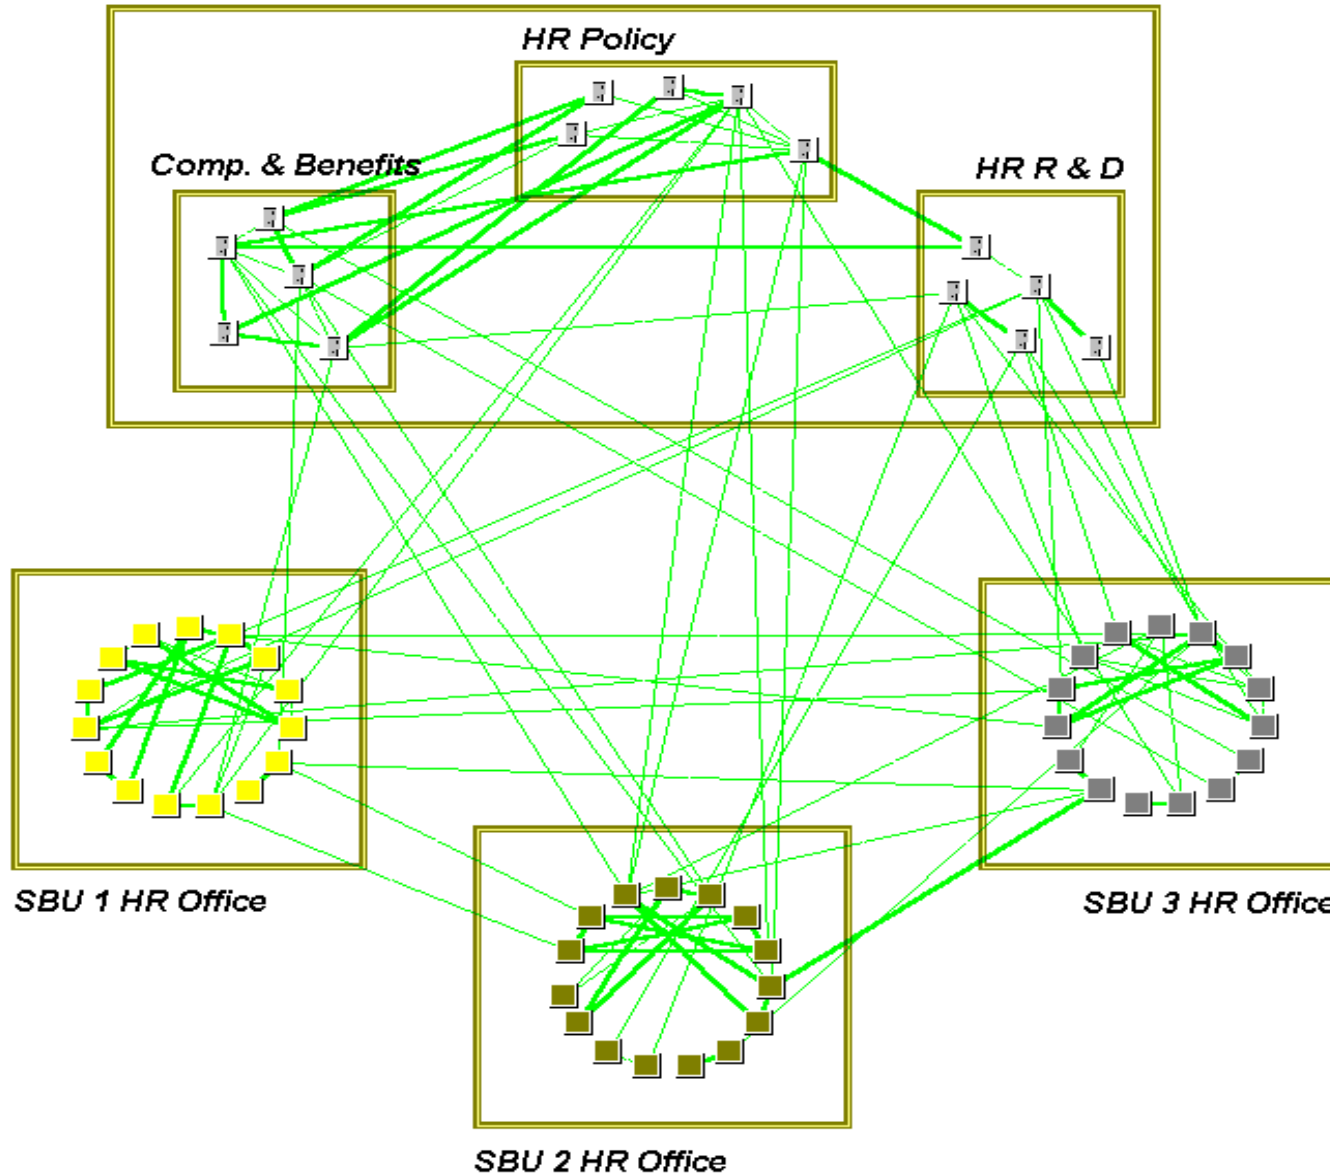 HR Policy
Comp. & Benefits
HR R & D
SBU 1 HR Office
SBU 3 HR Office
SBU 2 HR Office